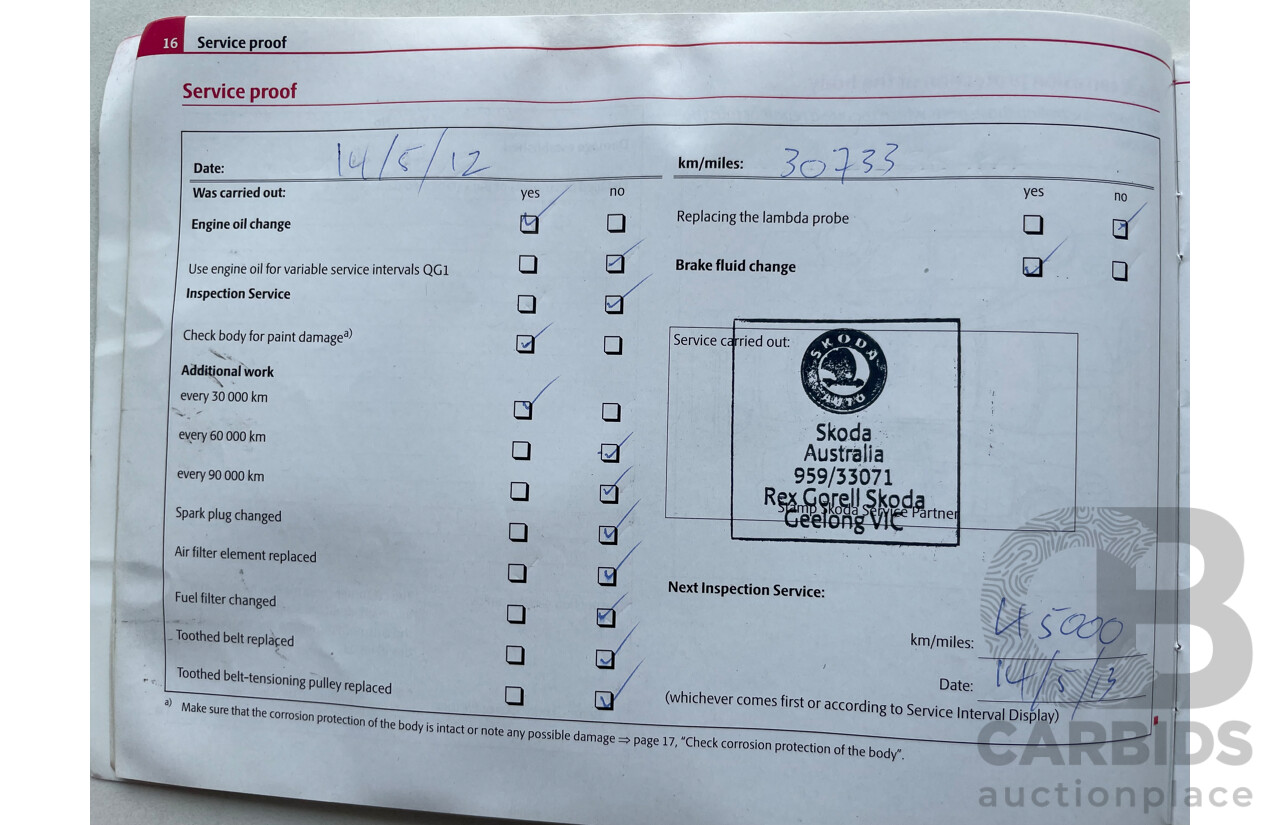 16 Service proof
Service proof
Date: 14/5/12
km/miles: 30733
Was carried out: yes no
Engine oil change
Use engine oil for variable service intervals QG1
Inspection Service
Check body for paint damage a)
Additional work
every 30 000 km
every 60 000 km
every 90 000 km
Spark plug changed
Air filter element replaced
Fuel filter changed
Toothed belt replaced
Toothed belt-tensioning pulley replaced
yes no
Replacing the lambda probe
Brake fluid change
Service carried out:
SKODA
AUTO
Skoda
Australia
959/33071
Rex Gorell Skoda
Stamp Skoda Service Partner
Geelong VIC
Next Inspection Service:
km/miles: 45000
Date: 14/5/13
(whichever comes first or according to Service Interval Display)
a) Make sure that the corrosion protection of the body is intact or note any possible damage ⇒ page 17, "Check corrosion protection of the body".
CARBIDS
auctionplace